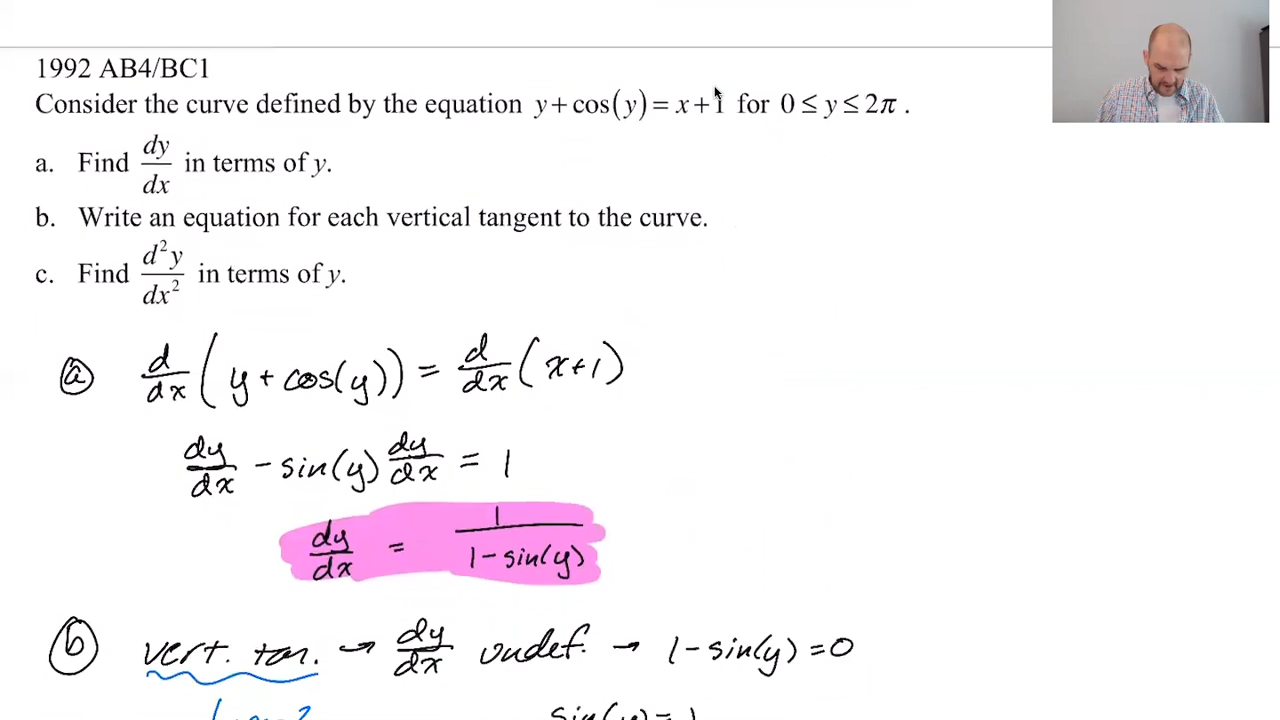 1992 AB4/BC1
Consider the curve defined by the equation y + cos(y) = x + 1 for 0 ≤ y ≤ 2π .
a. Find dy/dx in terms of y.
b. Write an equation for each vertical tangent to the curve.
c. Find d²y/dx² in terms of y.
ⓐ d/dx (y + cos(y)) = d/dx (x+1)
dy/dx - sin(y) dy/dx = 1
dy/dx = 1/(1-sin(y))
ⓑ vert. tan. → dy/dx undef. → 1-sin(y) = 0
sin(y) = 1